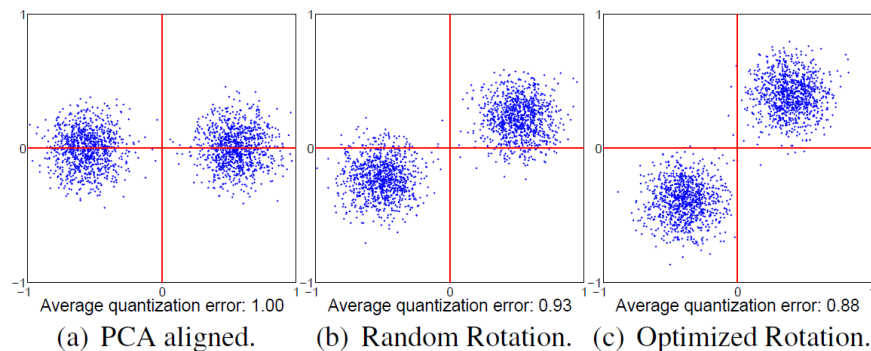 1 1 1
0 0 0
−1 −1 −1
−1 0 1 −1 0 1 −1 0 1
Average quantization error: 1.00 Average quantization error: 0.93 Average quantization error: 0.88
(a) PCA aligned. (b) Random Rotation. (c) Optimized Rotation.